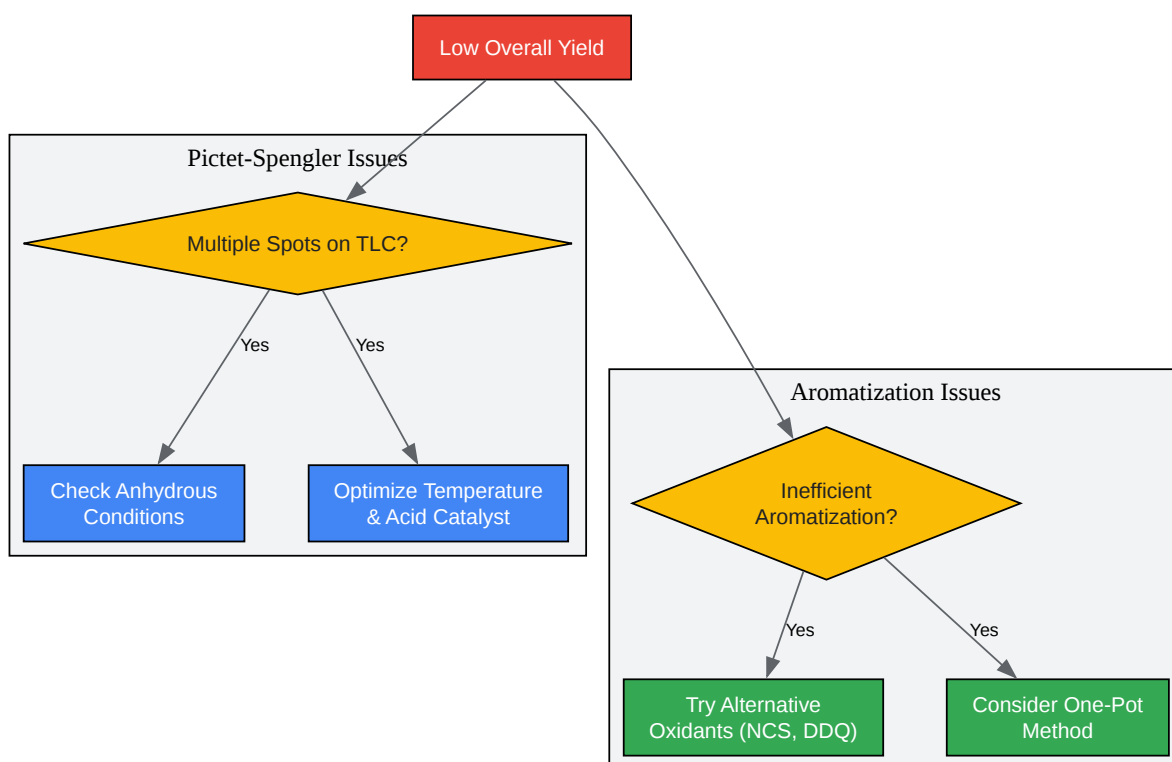 Low Overall Yield
Pictet-Spengler Issues
Multiple Spots on TLC?
Yes
Yes
Check Anhydrous
Conditions
Optimize Temperature
& Acid Catalyst
Aromatization Issues
Inefficient
Aromatization?
Yes
Yes
Try Alternative
Oxidants (NCS, DDQ)
Consider One-Pot
Method